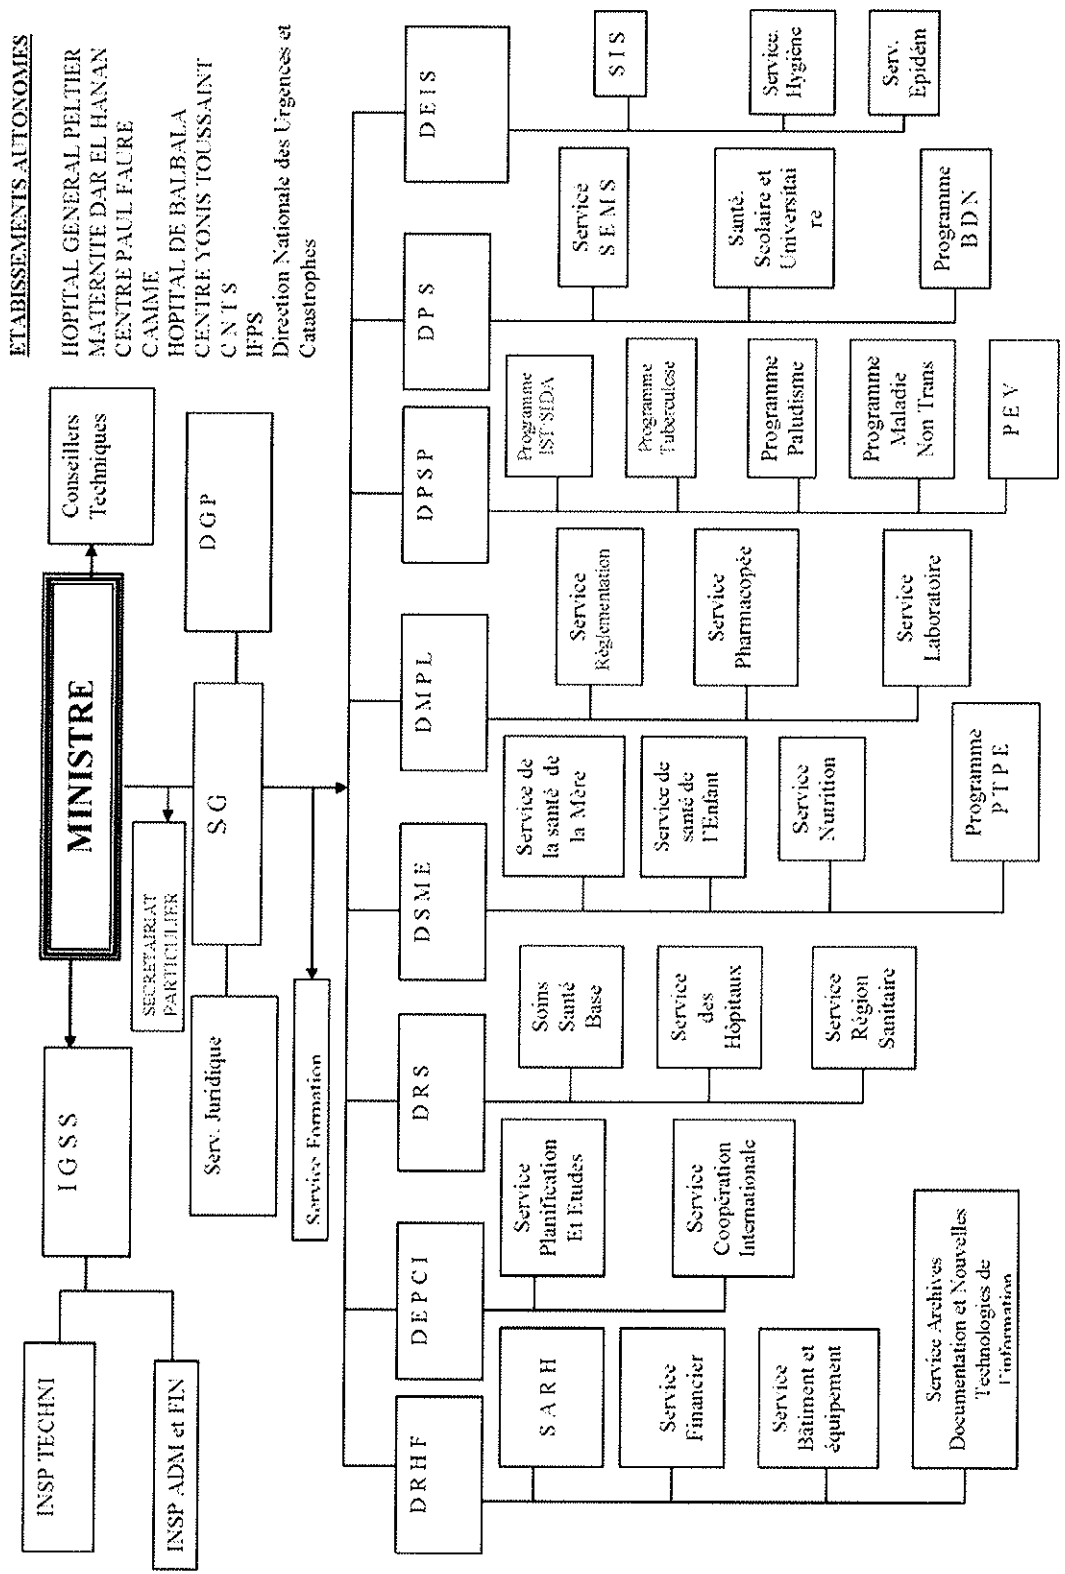 ETABISSEMENTS AUTONOMES
HOPITAL GENERAL PELTIER
MATERNITE DAR EL HANAN
CENTRE PAUL FAURE
CAMME
HOPITAL DE BALBALA
CENTRE YONIS TOUSSAINT
C N T S
IFPS
Direction Nationale des Urgences et
Catastrophes
MINISTRE
Conseillers
Techniques
I G S S
INSP TECHNI
INSP ADM et FIN
SECRETAIRIAT
PARTICULIER
S G
D G P
Serv. Juridique
Service Formation
D R H F
S A R H
Service
Financier
Service
Bâtiment et
équipement
Service Archives
Documentation et Nouvelles
Technologies de
l'information
D E P C I
Service
Planification
Et Etudes
Service
Coopération
Internationale
D R S
Soins
Santé
Base
Service
des
Hôpitaux
Service
Région
Sanitaire
D S M E
Service de
la santé de
la Mère
Service de
santé de
l'Enfant
Service
Nutrition
Programme
P T P E
D M P L
Service
Règlementation
Service
Pharmacopée
Service
Laboratoire
D P S P
Programme
IST SIDA
Programme
Tuberculose
Programme
Paludisme
Programme
Maladie
Non Trans
P E V
D P S
Service
S E M S
Santé.
Scolaire et
Universitai
re
Programme
B D N
D E I S
S I S
Service.
Hygiène
Serv.
Epidém